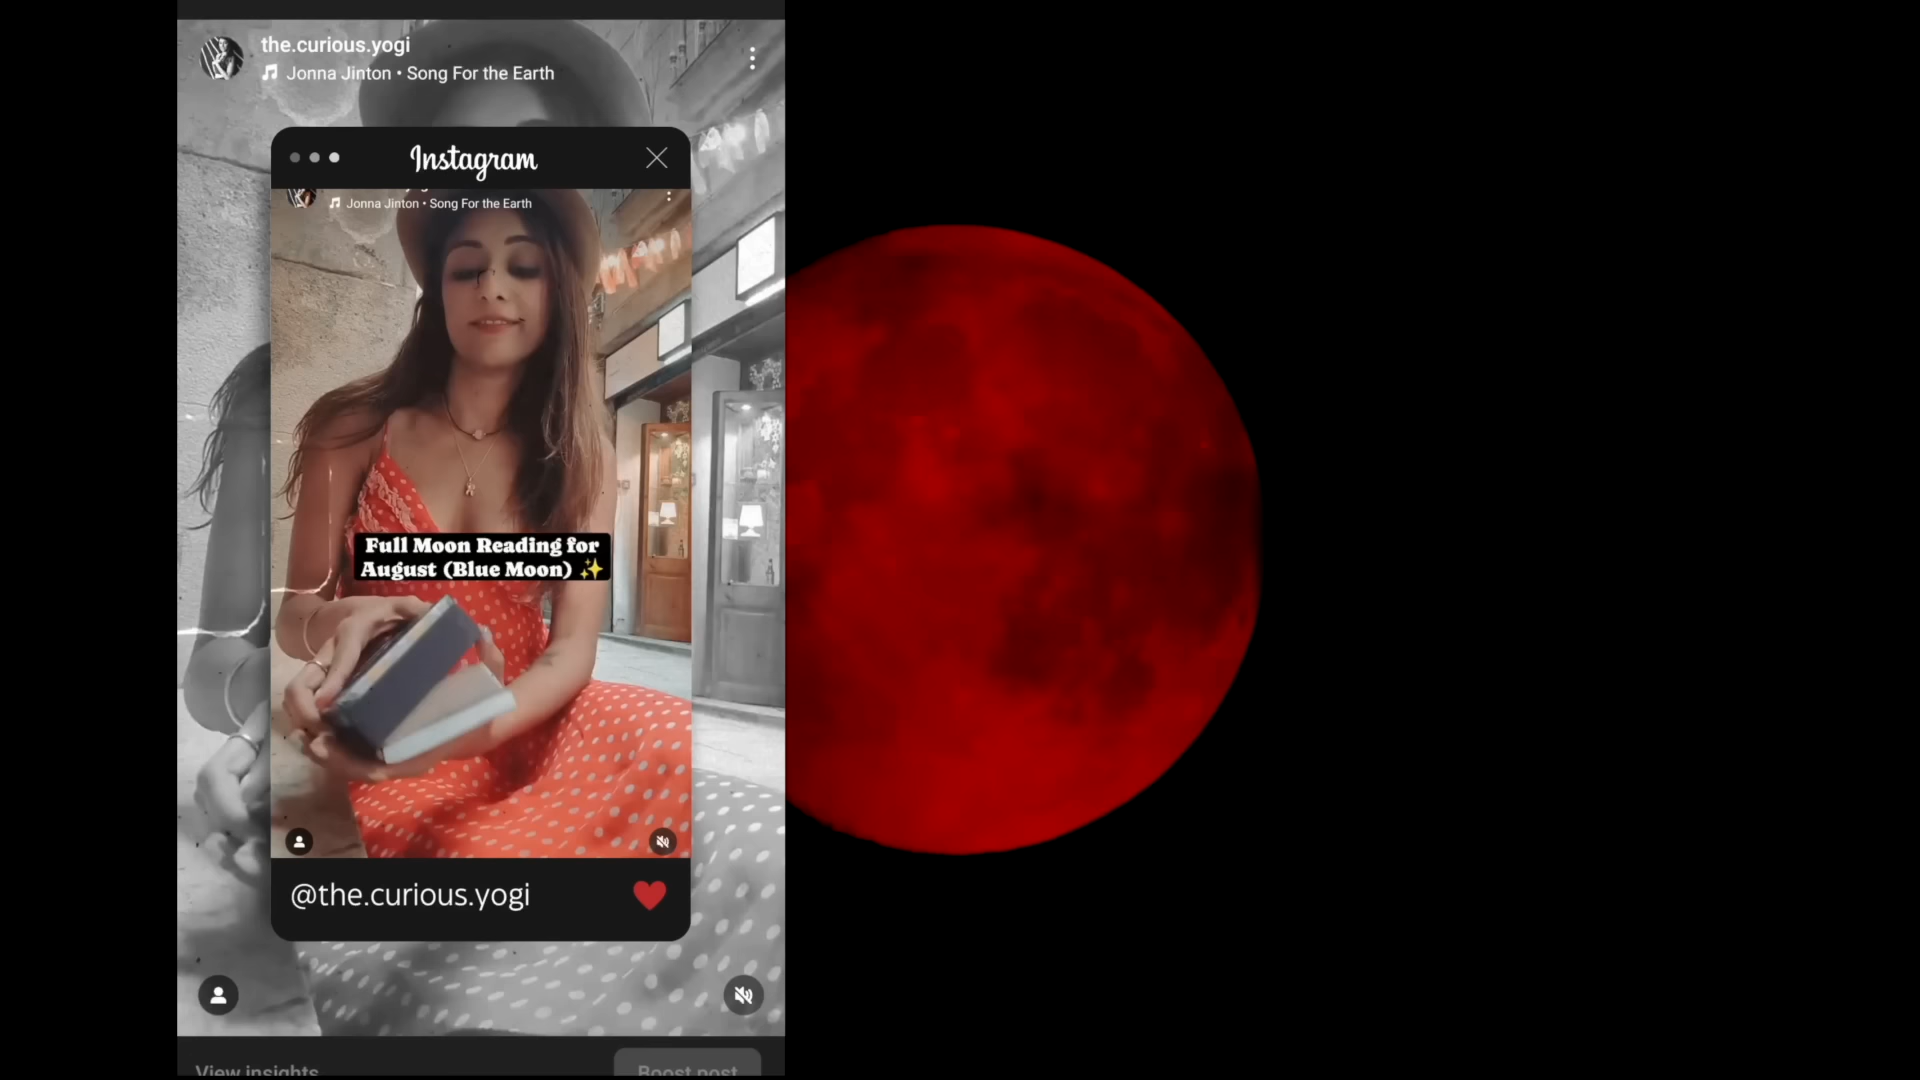 the.curious.yogi
Jonna Jinton • Song For the Earth
Instagram
Jonna Jinton • Song For the Earth
Full Moon Reading for
August (Blue Moon) ✨
@the.curious.yogi
View insights
Boost post